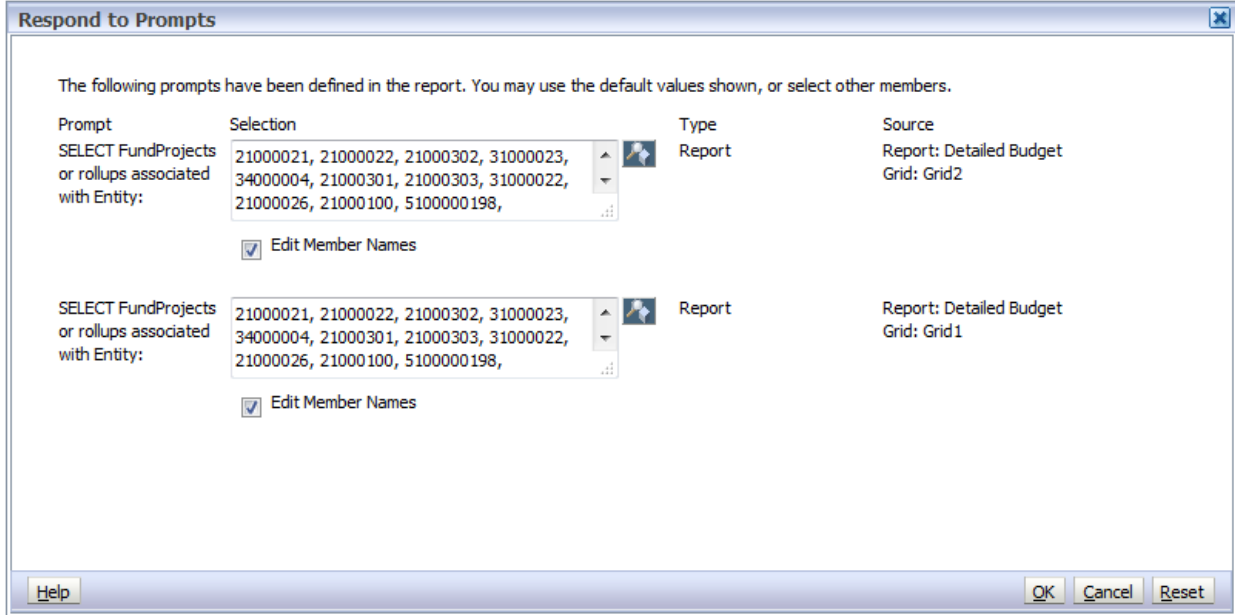 Respond to Prompts
The following prompts have been defined in the report. You may use the default values shown, or select other members.
Prompt Selection Type Source
SELECT FundProjects
or rollups associated
with Entity:
21000021, 21000022, 21000302, 31000023,
34000004, 21000301, 21000303, 31000022,
21000026, 21000100, 5100000198,
Report
Report: Detailed Budget
Grid: Grid2
Edit Member Names
SELECT FundProjects
or rollups associated
with Entity:
21000021, 21000022, 21000302, 31000023,
34000004, 21000301, 21000303, 31000022,
21000026, 21000100, 5100000198,
Report
Report: Detailed Budget
Grid: Grid1
Edit Member Names
Help OK Cancel Reset